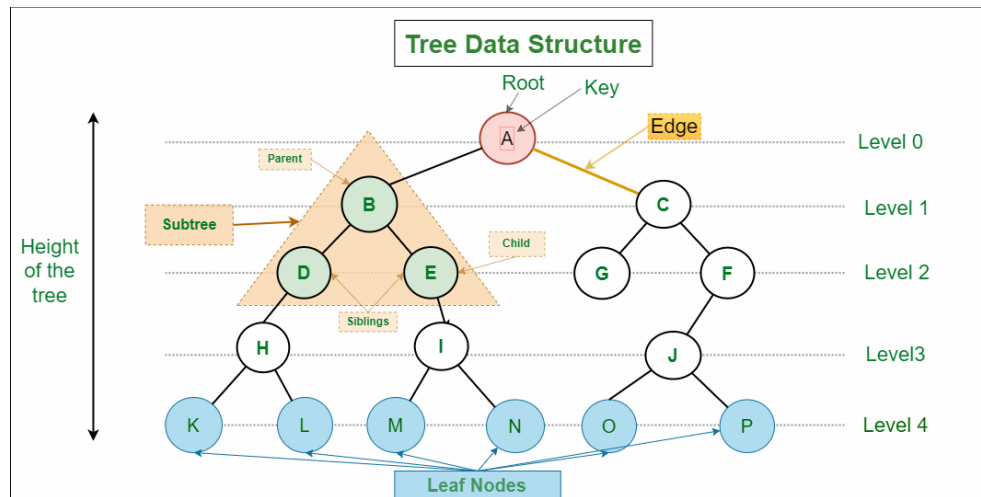 Tree Data Structure
Root
Key
A
Edge
Level 0
Parent
B
C
Level 1
Subtree
Height
of the
tree
Child
D
E
G
F
Level 2
Siblings
H
I
J
Level3
K
L
M
N
O
P
Level 4
Leaf Nodes